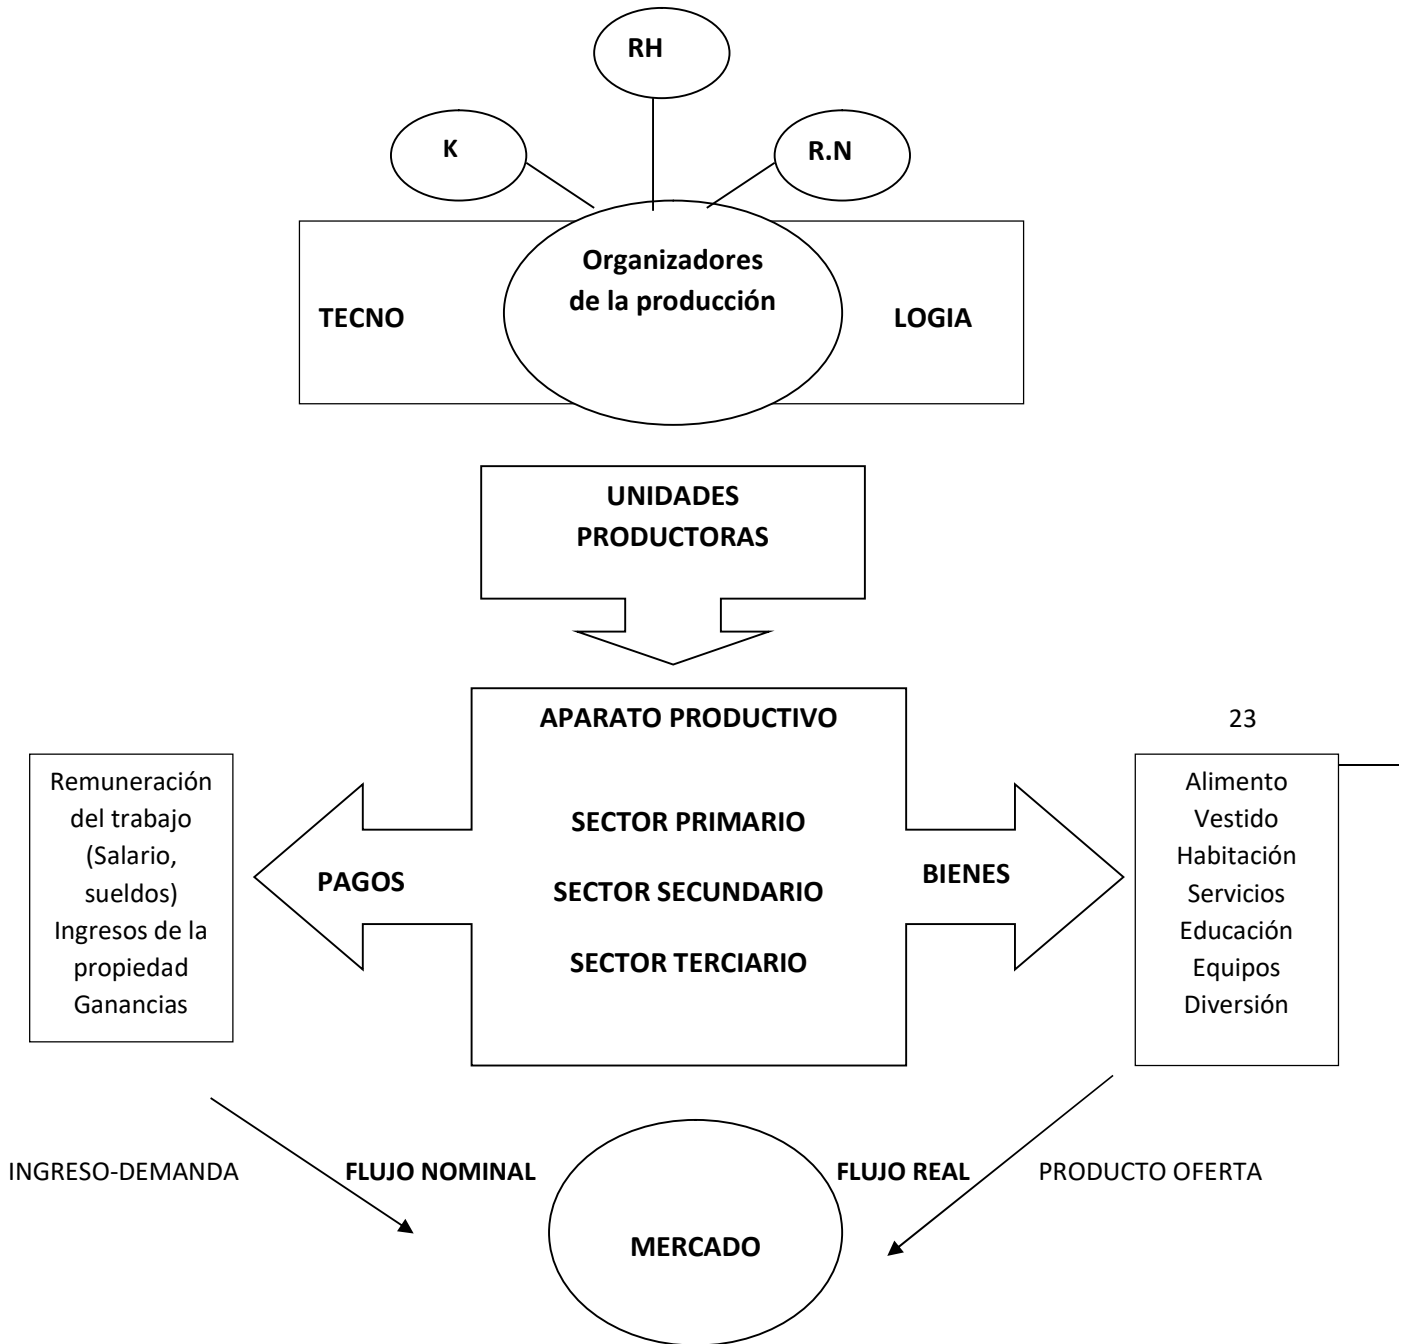 RH
K
R.N
Organizadores
de la producción
TECNO
LOGIA
UNIDADES
PRODUCTORAS
APARATO PRODUCTIVO
SECTOR PRIMARIO
SECTOR SECUNDARIO
SECTOR TERCIARIO
PAGOS
BIENES
Remuneración
del trabajo
(Salario,
sueldos)
Ingresos de la
propiedad
Ganancias
23
Alimento
Vestido
Habitación
Servicios
Educación
Equipos
Diversión
INGRESO-DEMANDA
FLUJO NOMINAL
FLUJO REAL
PRODUCTO OFERTA
MERCADO